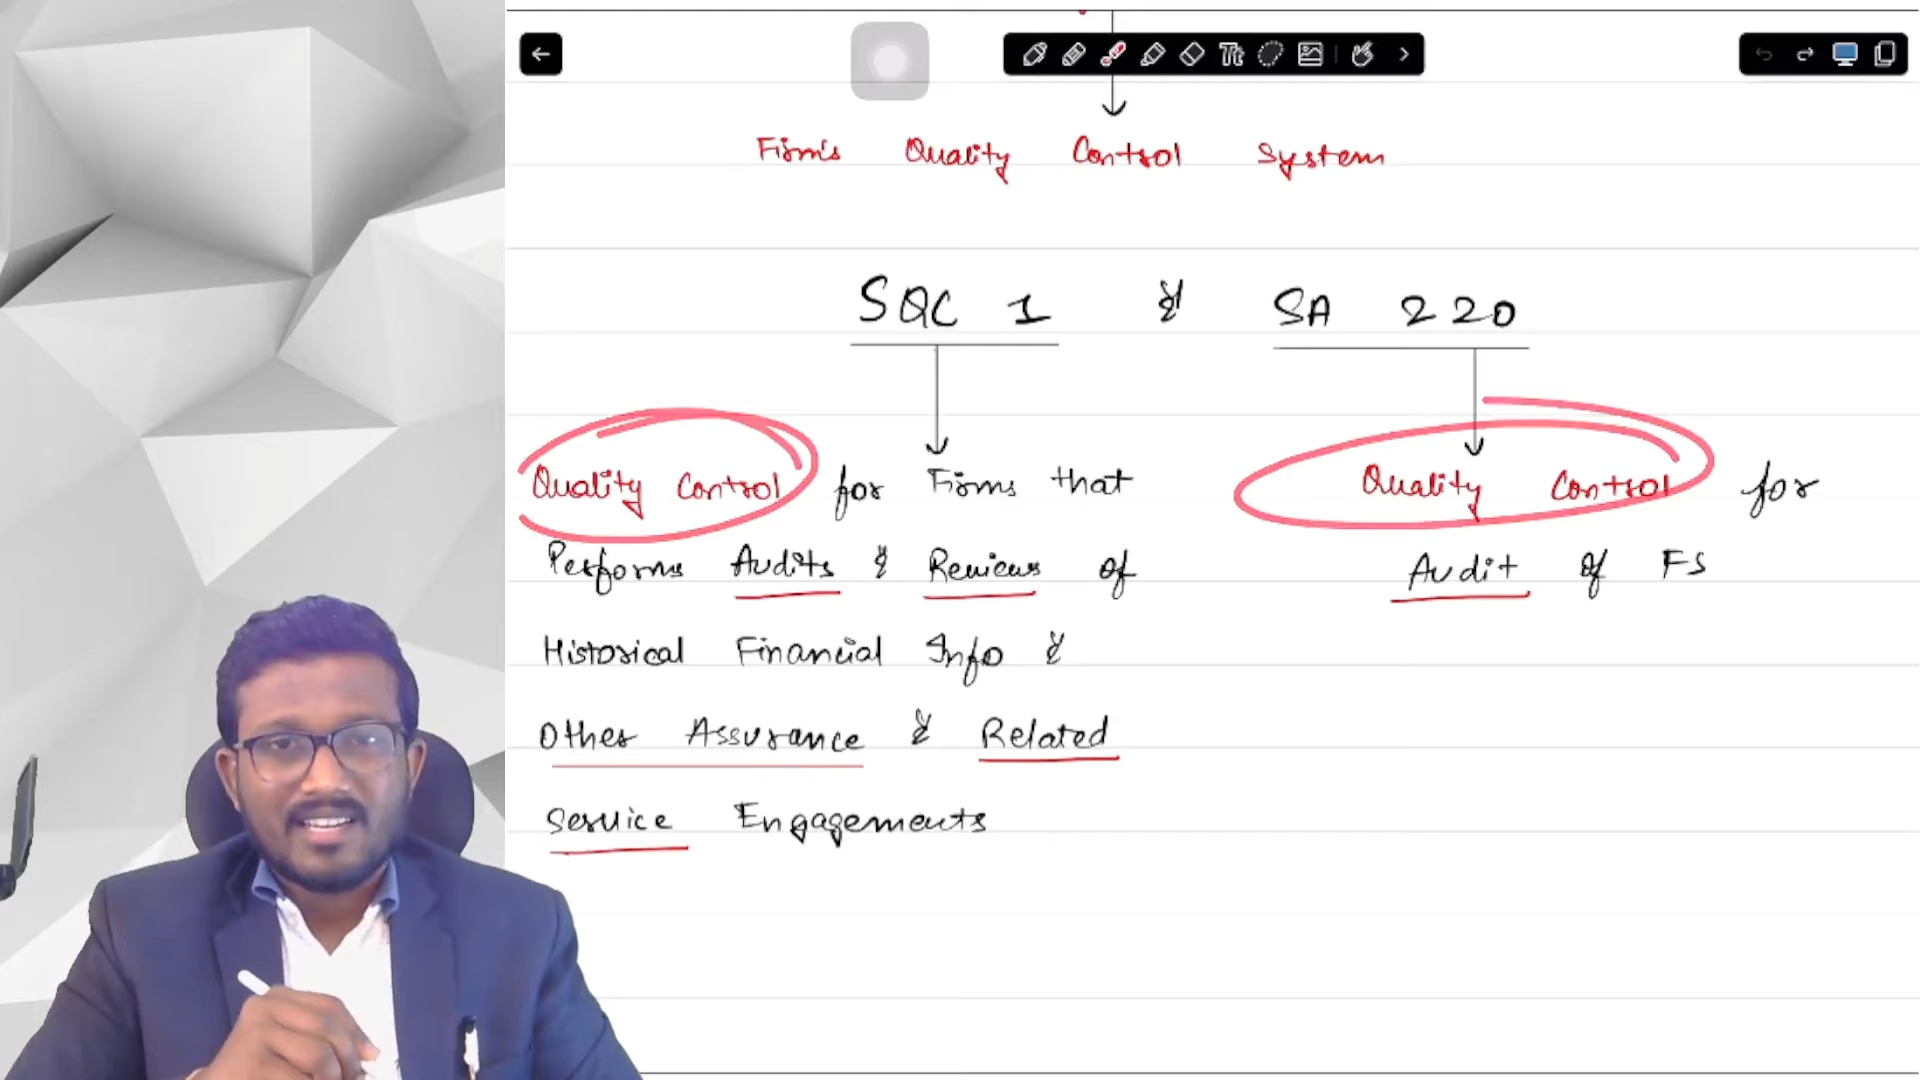 Firm's Quality Control System
SQC 1 & SA 220
Quality Control for Firms that
Performs Audits & Reviews of
Historical Financial Info &
Other Assurance & Related
Service Engagements
Quality Control for
Audit of FS
Tt